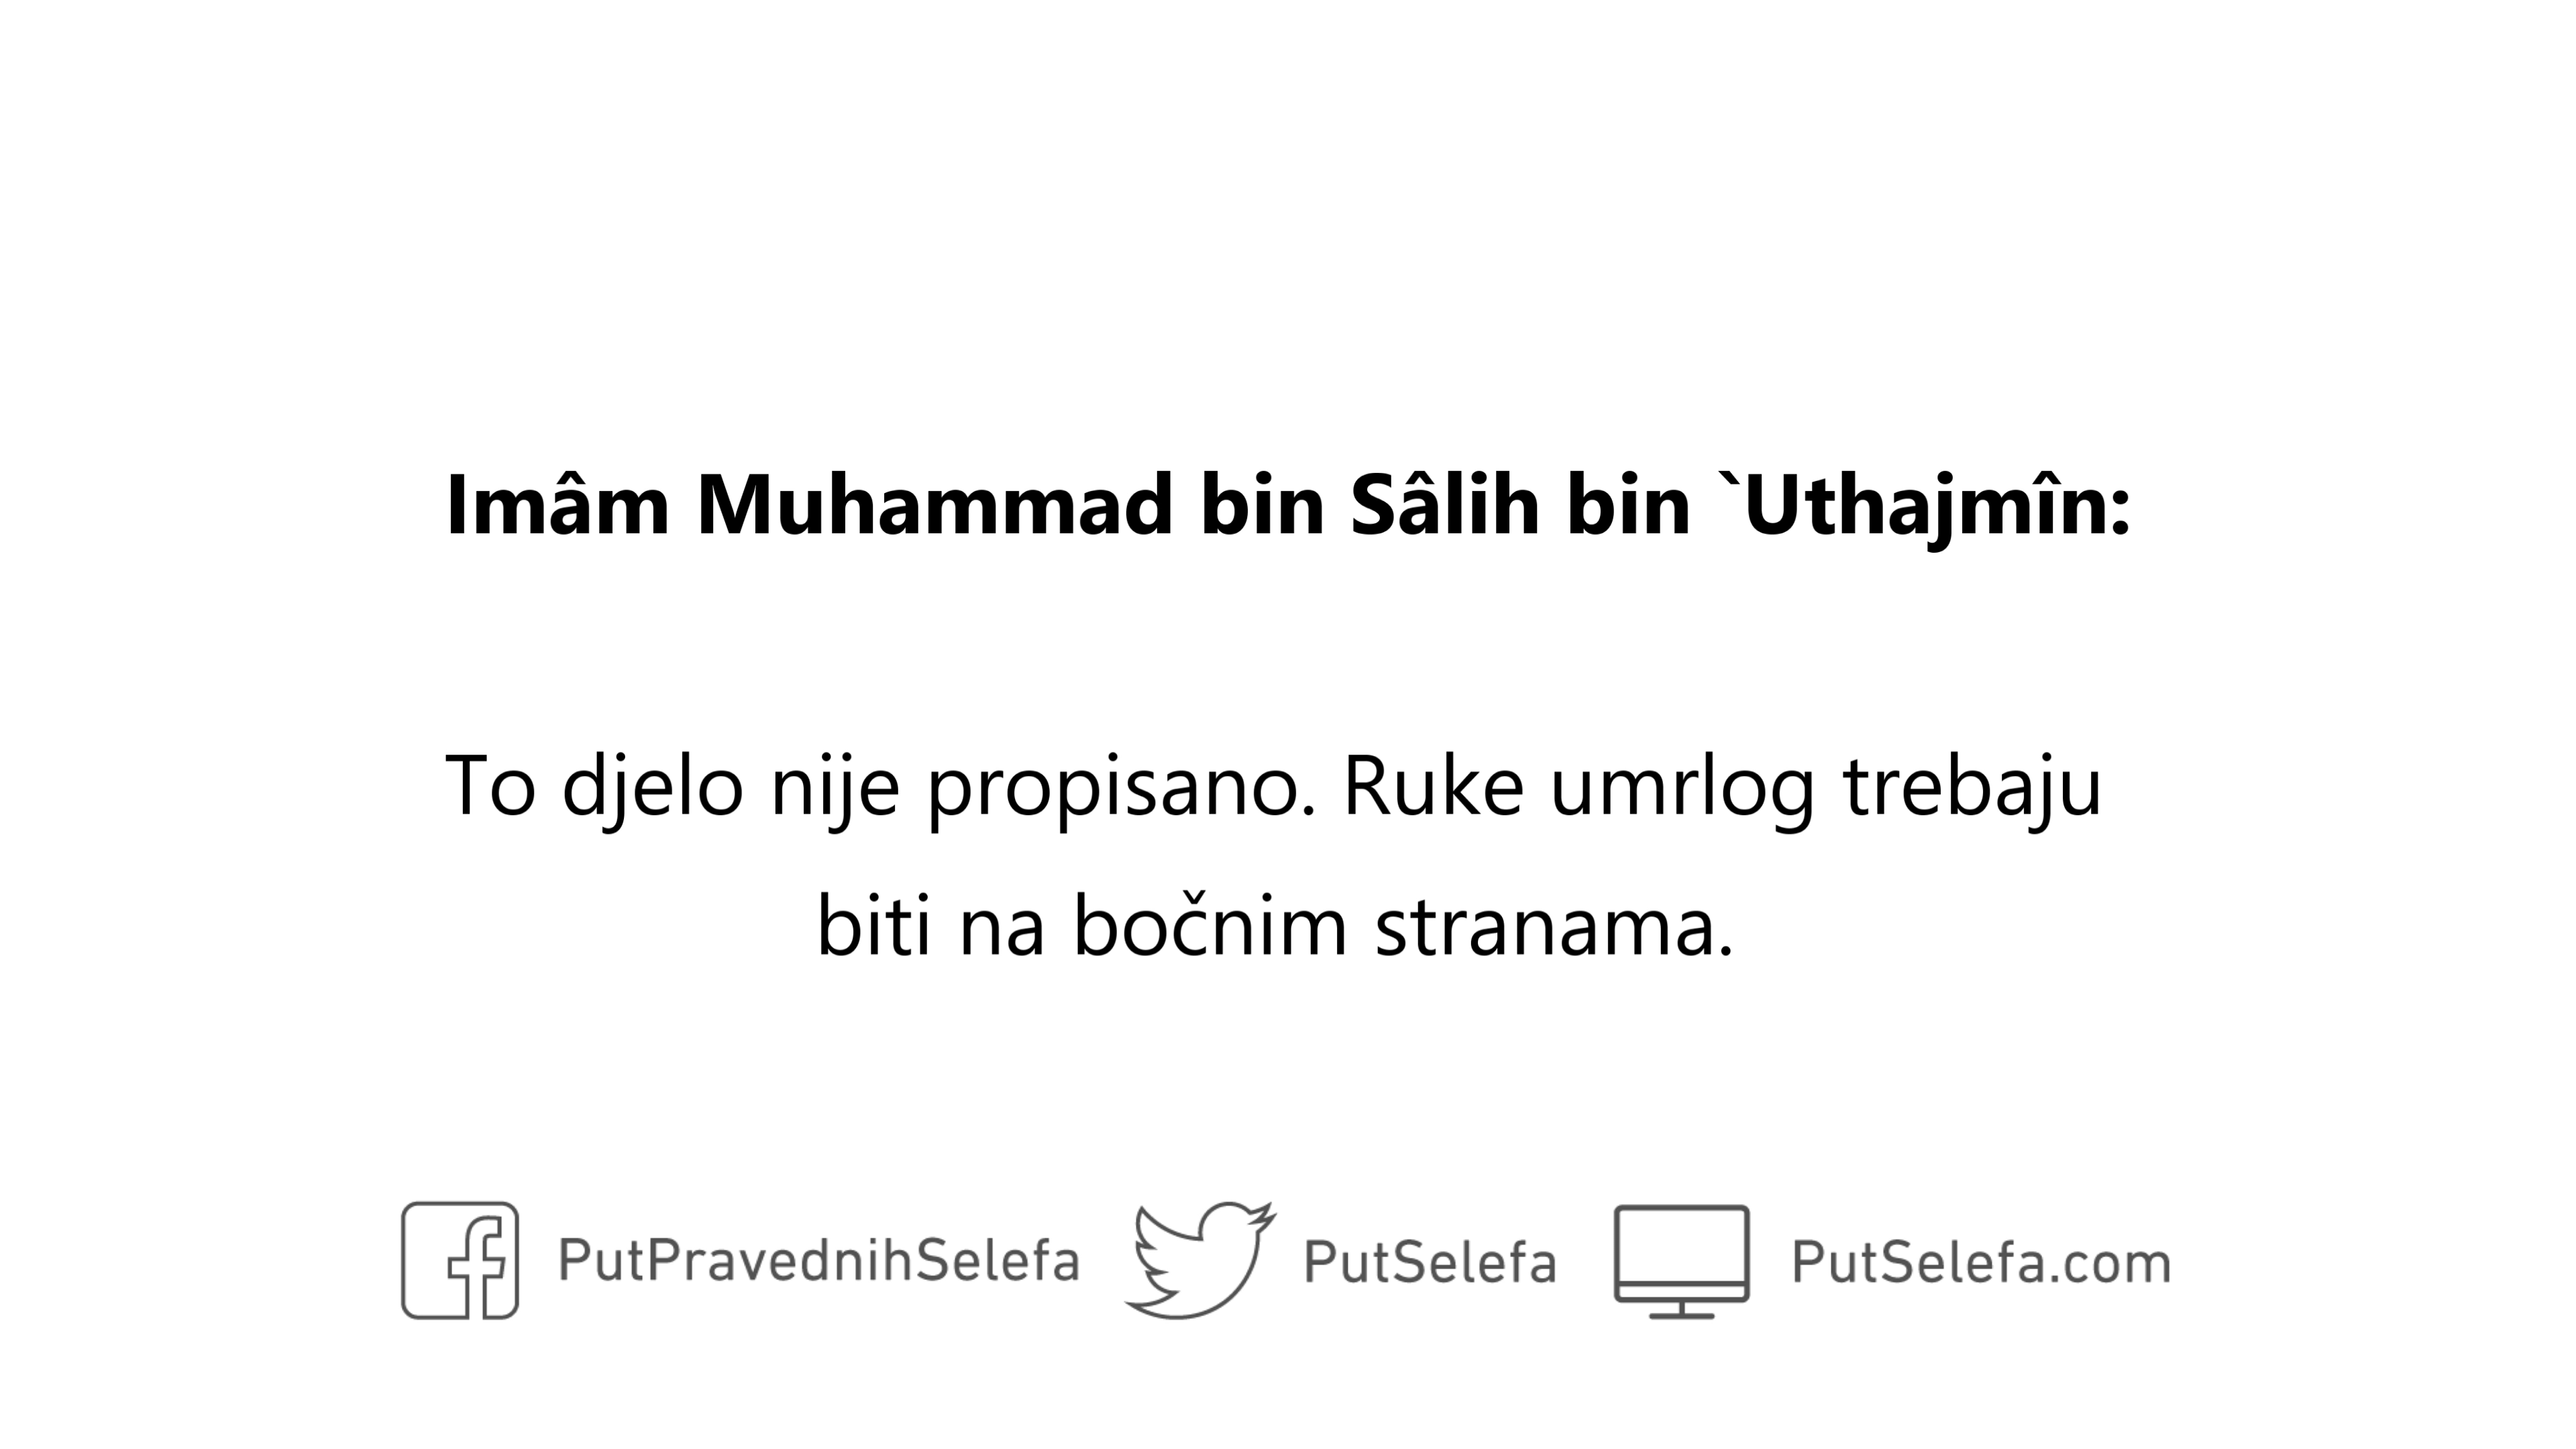 Imâm Muhammad bin Sâlih bin `Uthajmîn:
To djelo nije propisano. Ruke umrlog trebaju
biti na bočnim stranama.
PutPravednihSelefa PutSelefa PutSelefa.com